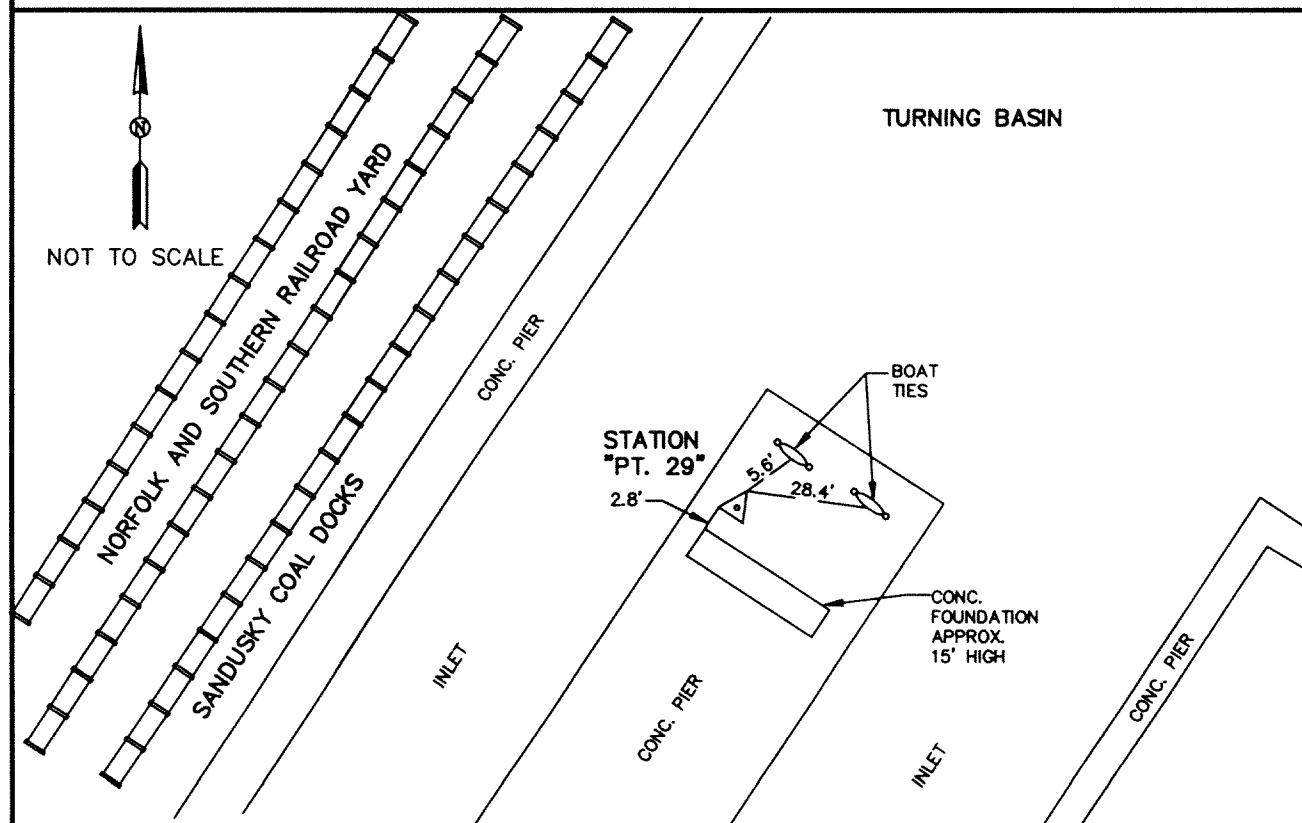 TURNING BASIN
N
NOT TO SCALE
NORFOLK AND SOUTHERN RAILROAD YARD
SANDUSKY COAL DOCKS
CONC. PIER
INLET
BOAT
TIES
STATION
"PT. 29"
5.6'
28.4'
2.8'
CONC.
FOUNDATION
APPROX.
15' HIGH
CONC. PIER
INLET
CONC. PIER